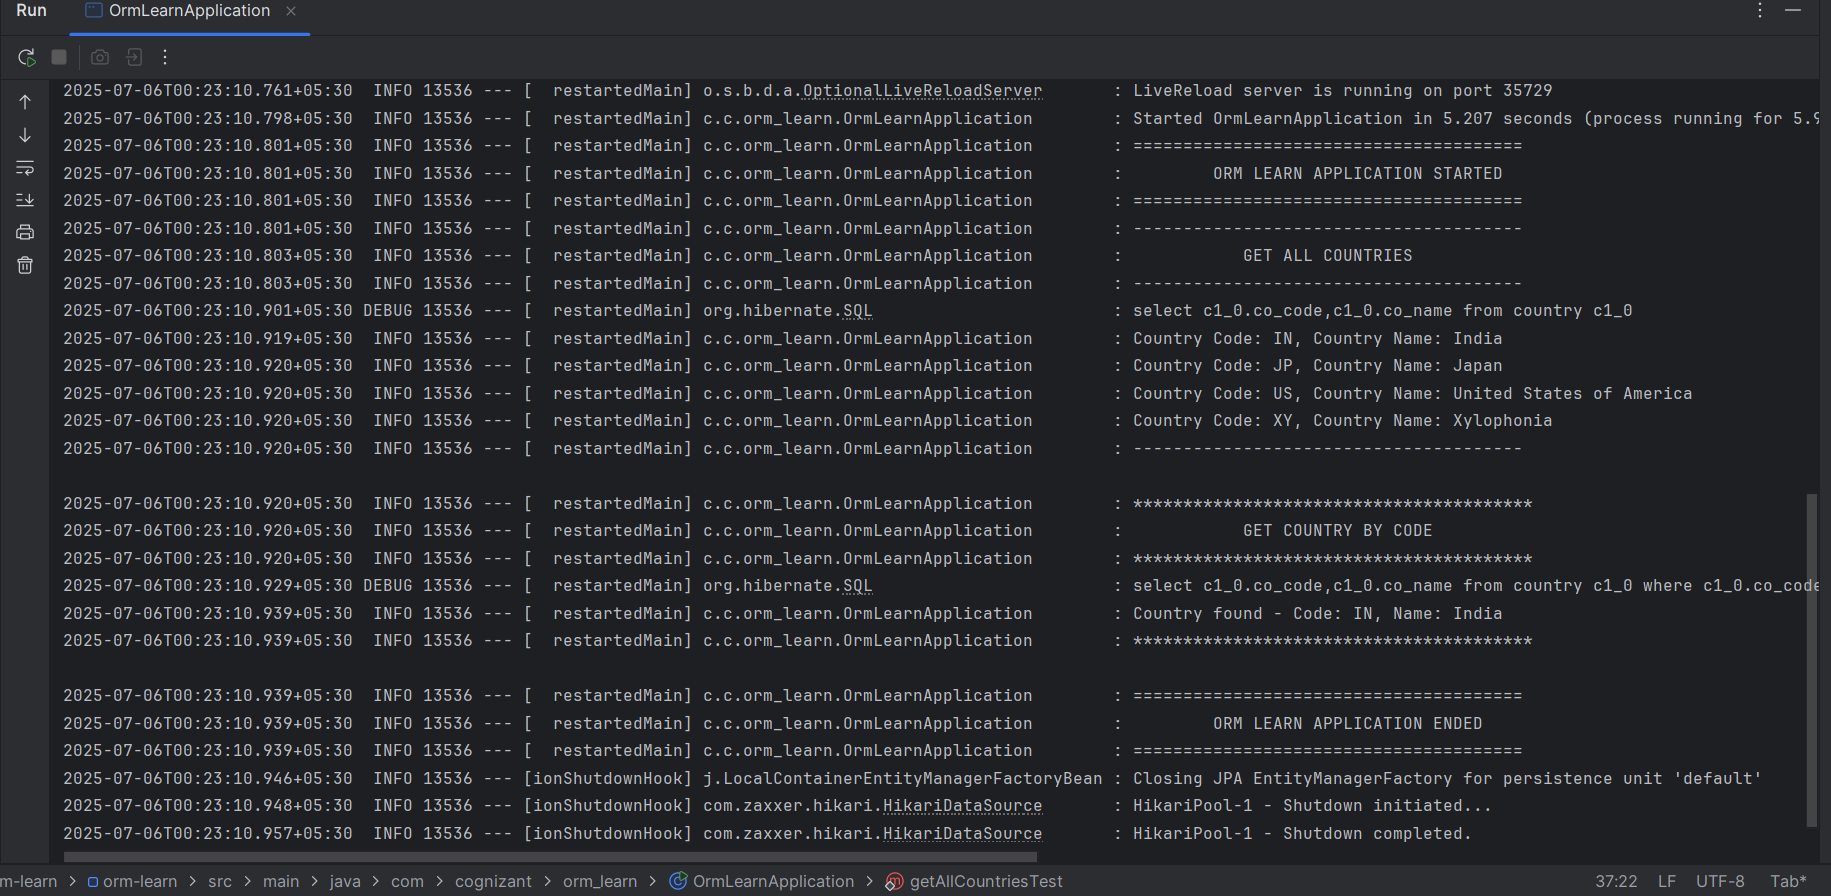 Run OrmLearnApplication
2025-07-06T00:23:10.761+05:30  INFO 13536 --- [  restartedMain] o.s.b.d.a.OptionalLiveReloadServer       : LiveReload server is running on port 35729
2025-07-06T00:23:10.798+05:30  INFO 13536 --- [  restartedMain] c.c.orm_learn.OrmLearnApplication        : Started OrmLearnApplication in 5.207 seconds (process running for 5.9
2025-07-06T00:23:10.801+05:30  INFO 13536 --- [  restartedMain] c.c.orm_learn.OrmLearnApplication        : =======================================
2025-07-06T00:23:10.801+05:30  INFO 13536 --- [  restartedMain] c.c.orm_learn.OrmLearnApplication        :         ORM LEARN APPLICATION STARTED
2025-07-06T00:23:10.801+05:30  INFO 13536 --- [  restartedMain] c.c.orm_learn.OrmLearnApplication        : =======================================
2025-07-06T00:23:10.801+05:30  INFO 13536 --- [  restartedMain] c.c.orm_learn.OrmLearnApplication        : ---------------------------------------
2025-07-06T00:23:10.803+05:30  INFO 13536 --- [  restartedMain] c.c.orm_learn.OrmLearnApplication        :            GET ALL COUNTRIES
2025-07-06T00:23:10.803+05:30  INFO 13536 --- [  restartedMain] c.c.orm_learn.OrmLearnApplication        : ---------------------------------------
2025-07-06T00:23:10.901+05:30 DEBUG 13536 --- [  restartedMain] org.hibernate.SQL                        : select c1_0.co_code,c1_0.co_name from country c1_0
2025-07-06T00:23:10.919+05:30  INFO 13536 --- [  restartedMain] c.c.orm_learn.OrmLearnApplication        : Country Code: IN, Country Name: India
2025-07-06T00:23:10.920+05:30  INFO 13536 --- [  restartedMain] c.c.orm_learn.OrmLearnApplication        : Country Code: JP, Country Name: Japan
2025-07-06T00:23:10.920+05:30  INFO 13536 --- [  restartedMain] c.c.orm_learn.OrmLearnApplication        : Country Code: US, Country Name: United States of America
2025-07-06T00:23:10.920+05:30  INFO 13536 --- [  restartedMain] c.c.orm_learn.OrmLearnApplication        : Country Code: XY, Country Name: Xylophonia
2025-07-06T00:23:10.920+05:30  INFO 13536 --- [  restartedMain] c.c.orm_learn.OrmLearnApplication        : ---------------------------------------
2025-07-06T00:23:10.920+05:30  INFO 13536 --- [  restartedMain] c.c.orm_learn.OrmLearnApplication        : ****************************************
2025-07-06T00:23:10.920+05:30  INFO 13536 --- [  restartedMain] c.c.orm_learn.OrmLearnApplication        :            GET COUNTRY BY CODE
2025-07-06T00:23:10.920+05:30  INFO 13536 --- [  restartedMain] c.c.orm_learn.OrmLearnApplication        : ****************************************
2025-07-06T00:23:10.929+05:30 DEBUG 13536 --- [  restartedMain] org.hibernate.SQL                        : select c1_0.co_code,c1_0.co_name from country c1_0 where c1_0.co_code
2025-07-06T00:23:10.939+05:30  INFO 13536 --- [  restartedMain] c.c.orm_learn.OrmLearnApplication        : Country found - Code: IN, Name: India
2025-07-06T00:23:10.939+05:30  INFO 13536 --- [  restartedMain] c.c.orm_learn.OrmLearnApplication        : ****************************************
2025-07-06T00:23:10.939+05:30  INFO 13536 --- [  restartedMain] c.c.orm_learn.OrmLearnApplication        : =======================================
2025-07-06T00:23:10.939+05:30  INFO 13536 --- [  restartedMain] c.c.orm_learn.OrmLearnApplication        :         ORM LEARN APPLICATION ENDED
2025-07-06T00:23:10.939+05:30  INFO 13536 --- [  restartedMain] c.c.orm_learn.OrmLearnApplication        : =======================================
2025-07-06T00:23:10.946+05:30  INFO 13536 --- [ionShutdownHook] j.LocalContainerEntityManagerFactoryBean : Closing JPA EntityManagerFactory for persistence unit 'default'
2025-07-06T00:23:10.948+05:30  INFO 13536 --- [ionShutdownHook] com.zaxxer.hikari.HikariDataSource       : HikariPool-1 - Shutdown initiated...
2025-07-06T00:23:10.957+05:30  INFO 13536 --- [ionShutdownHook] com.zaxxer.hikari.HikariDataSource       : HikariPool-1 - Shutdown completed.
m-learn > orm-learn > src > main > java > com > cognizant > orm_learn > OrmLearnApplication > getAllCountriesTest 37:22 LF UTF-8 Tab*